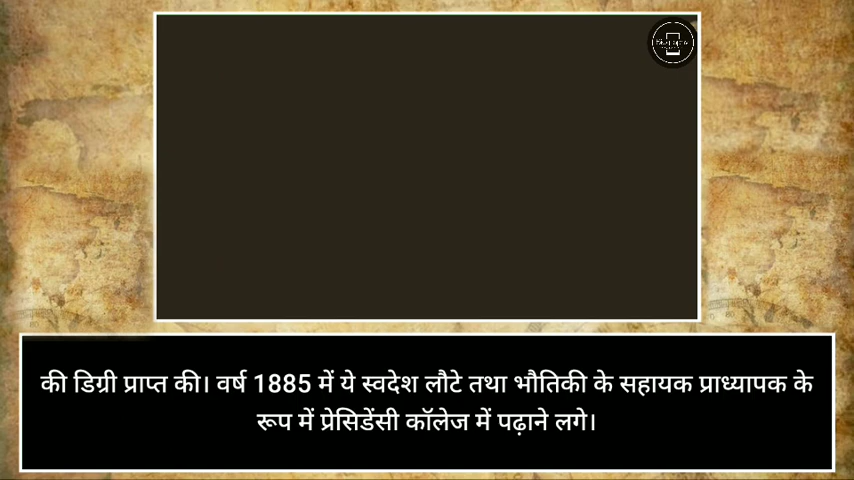 की डिग्री प्राप्त की। वर्ष 1885 में ये स्वदेश लौटे तथा भौतिकी के सहायक प्राध्यापक के
रूप में प्रेसिडेंसी कॉलेज में पढ़ाने लगे।